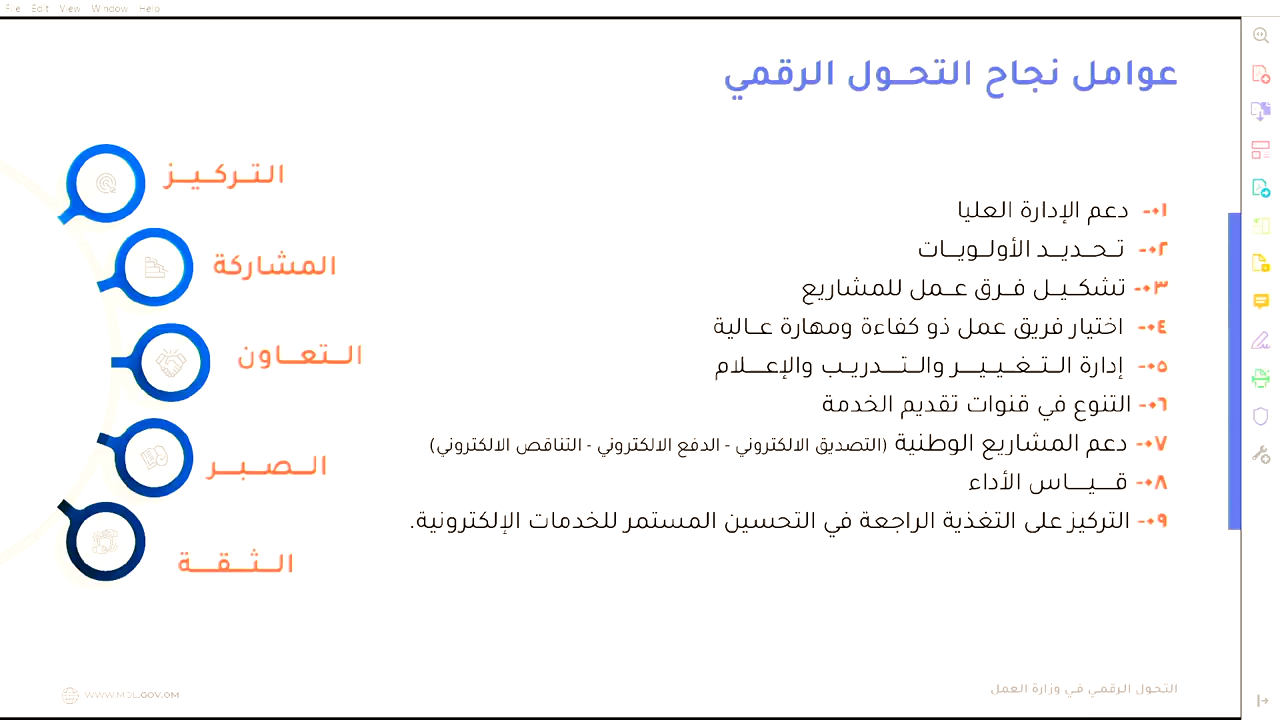 File Edit View Window Help
عوامل نجاح التحـول الرقمي
٠١- دعم الإدارة العليا
٠٢- تـحـديـد الأولـويـات
٠٣- تشكـيـل فـرق عـمل للمشاريع
٠٤- اختيار فريق عمل ذو كفاءة ومهارة عـالية
٠٥- إدارة الـتـغـيـيـر والـتـدريـب والإعـلام
٠٦- التنوع في قنوات تقديم الخدمة
٠٧- دعم المشاريع الوطنية (التصديق الالكتروني - الدفع الالكتروني - التناقص الالكتروني)
٠٨- قـيـاس الأداء
٠٩- التركيز على التغذية الراجعة في التحسين المستمر للخدمات الإلكترونية.
التـركـيـز
المشاركة
الـتعـاون
الـصـبـر
الـثـقـة
التحول الرقمي في وزارة العمل
WWW.MOL.GOV.OM